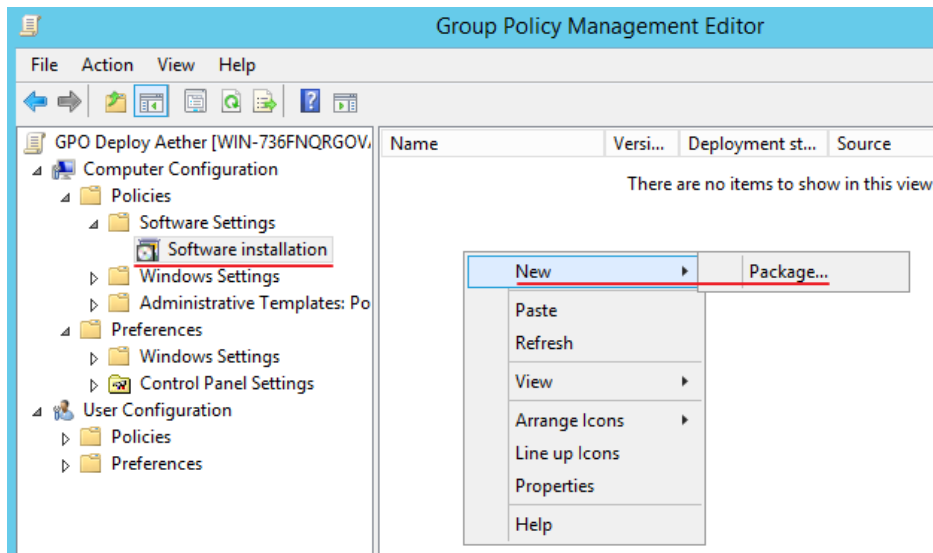 Group Policy Management Editor
File Action View Help
GPO Deploy Aether [WIN-736FNQRGOV
Computer Configuration
Policies
Software Settings
Software installation
Windows Settings
Administrative Templates: Po
Preferences
Windows Settings
Control Panel Settings
User Configuration
Policies
Preferences
Name Versi... Deployment st... Source
There are no items to show in this view
New
Package...
Paste
Refresh
View
Arrange Icons
Line up Icons
Properties
Help